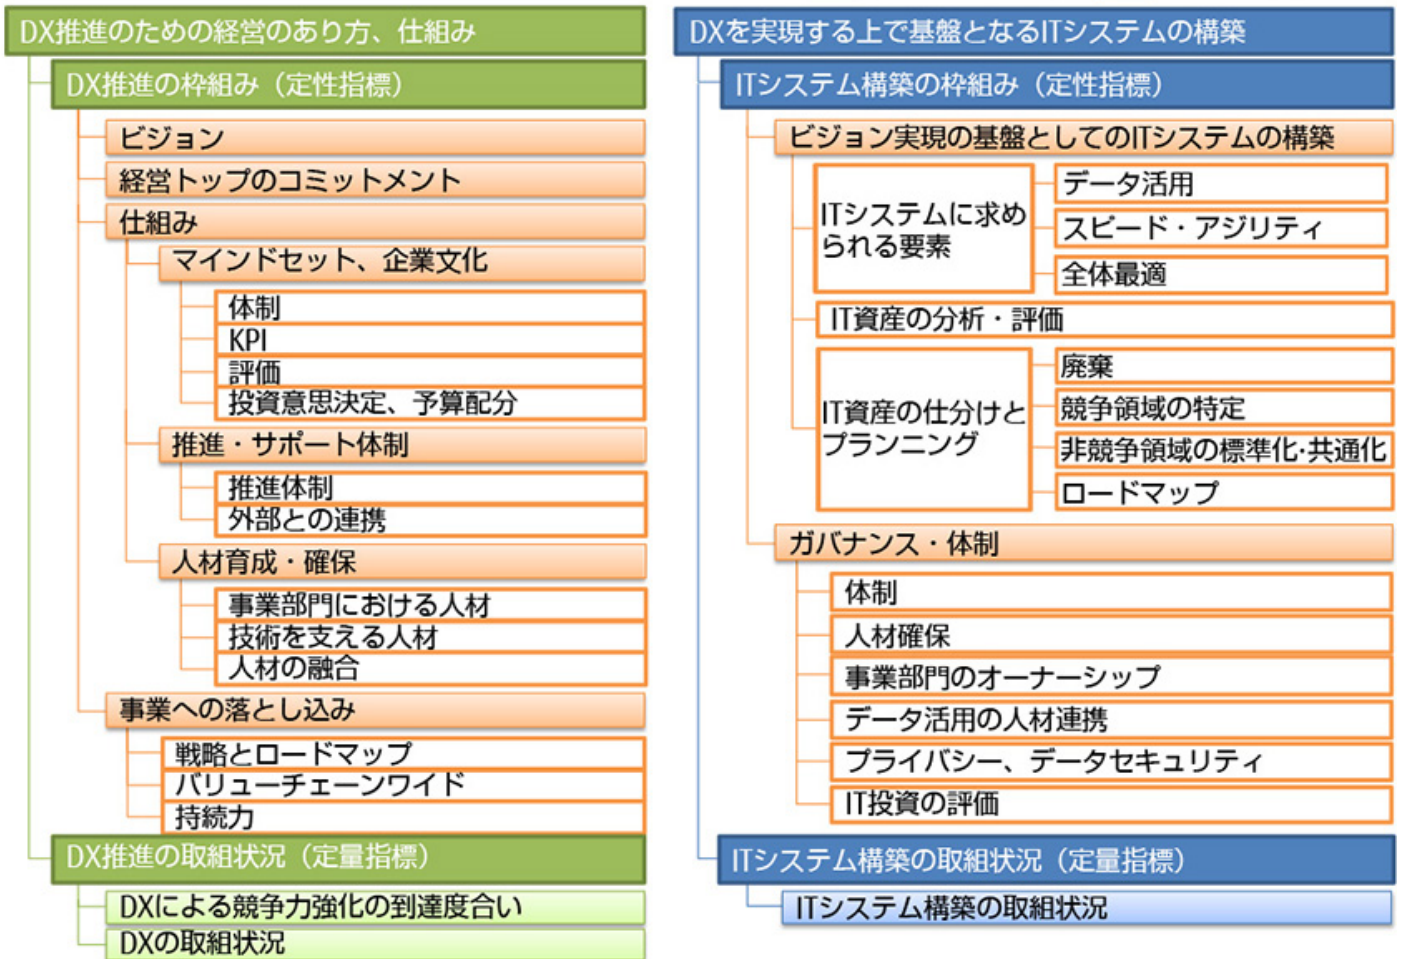 DX推進のための経営のあり方、仕組み
DX推進の枠組み（定性指標）
ビジョン
経営トップのコミットメント
仕組み
マインドセット、企業文化
体制
KPI
評価
投資意思決定、予算配分
推進・サポート体制
推進体制
外部との連携
人材育成・確保
事業部門における人材
技術を支える人材
人材の融合
事業への落とし込み
戦略とロードマップ
バリューチェーンワイド
持続力
DX推進の取組状況（定量指標）
DXによる競争力強化の到達度合い
DXの取組状況
DXを実現する上で基盤となるITシステムの構築
ITシステム構築の枠組み（定性指標）
ビジョン実現の基盤としてのITシステムの構築
ITシステムに求め
られる要素
データ活用
スピード・アジリティ
全体最適
IT資産の分析・評価
IT資産の仕分けと
プランニング
廃棄
競争領域の特定
非競争領域の標準化･共通化
ロードマップ
ガバナンス・体制
体制
人材確保
事業部門のオーナーシップ
データ活用の人材連携
プライバシー、データセキュリティ
IT投資の評価
ITシステム構築の取組状況（定量指標）
ITシステム構築の取組状況